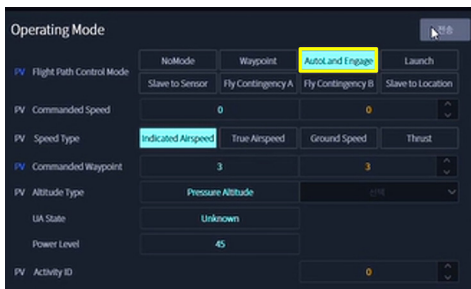 Operating Mode
전송
NoMode Waypoint AutoLand Engage Launch
PV Flight Path Control Mode
Slave to Sensor Fly Contingency A Fly Contingency B Slave to Location
PV Commanded Speed 0 0
PV Speed Type Indicated Airspeed True Airspeed Ground Speed Thrust
PV Commanded Waypoint 3 3
PV Altitude Type Pressure Altitude 선택
UA State Unknown
Power Level 45
PV Activity ID 0